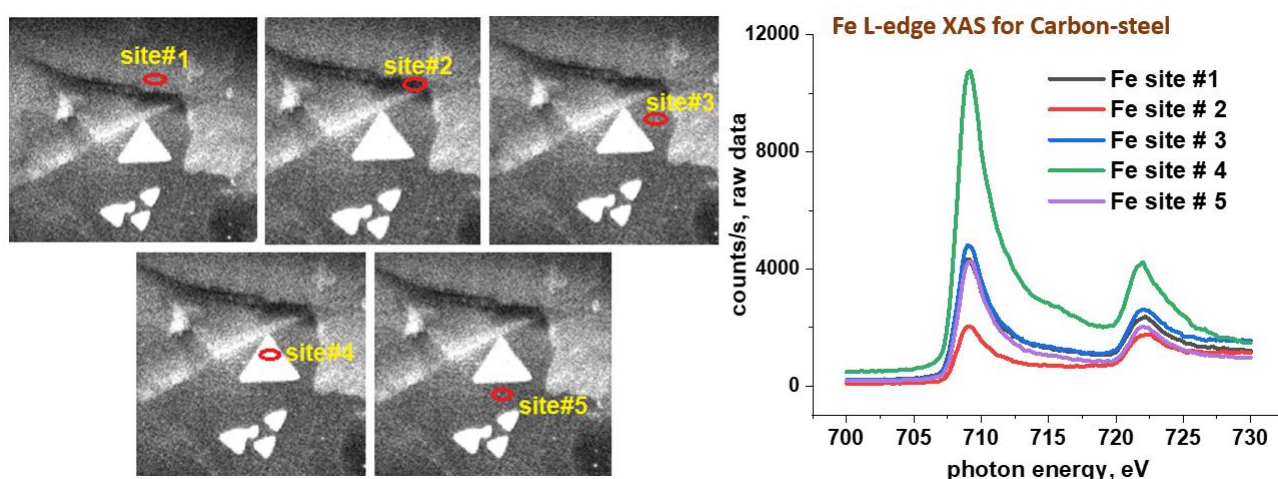 site#1
site#2
site#3
site#4
site#5
Fe L-edge XAS for Carbon-steel
12000
8000
4000
0
counts/s, raw data
Fe site #1
Fe site # 2
Fe site # 3
Fe site # 4
Fe site # 5
700 705 710 715 720 725 730
photon energy, eV